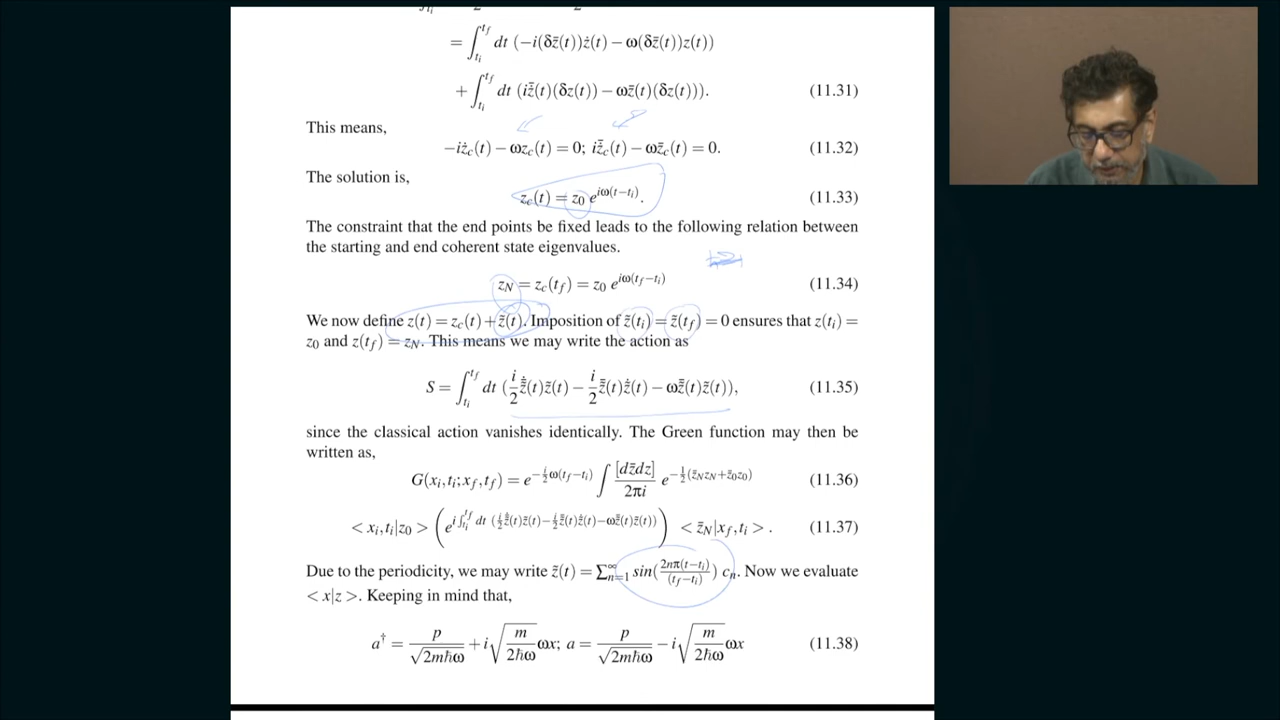 = ∫_{t_i}^{t_f} dt (−i(δz̄(t))ż(t) − ω(δz̄(t))z(t))
+ ∫_{t_i}^{t_f} dt (i\dot{z̄}(t)(δz(t)) − ωz̄(t)(δz(t))). (11.31)
This means,
−iż_c(t) − ωz_c(t) = 0; i\dot{z̄}_c(t) − ωz̄_c(t) = 0. (11.32)
The solution is,
z_c(t) = z_0 e^{iω(t−t_i)}. (11.33)
The constraint that the end points be fixed leads to the following relation between
the starting and end coherent state eigenvalues.
z_N = z_c(t_f) = z_0 e^{iω(t_f−t_i)} (11.34)
We now define z(t) = z_c(t) + z̃(t). Imposition of z̃(t_i) = z̃(t_f) = 0 ensures that z(t_i) =
z_0 and z(t_f) = z_N. This means we may write the action as
S = ∫_{t_i}^{t_f} dt (\frac{i}{2}\dot{\bar{z̃}}(t)z̃(t) − \frac{i}{2}\bar{z̃}(t)\dot{z̃}(t) − ω\bar{z̃}(t)z̃(t)), (11.35)
since the classical action vanishes identically. The Green function may then be
written as,
G(x_i,t_i;x_f,t_f) = e^{−\frac{i}{2}ω(t_f−t_i)} ∫ \frac{[dz̄dz]}{2πi} e^{−\frac{1}{2}(z̄_N z_N + z̄_0 z_0)} (11.36)
< x_i,t_i|z_0 > ( e^{i∫_{t_i}^{t_f} dt (\frac{i}{2}\dot{\bar{z̃}}(t)z̃(t) − \frac{i}{2}\bar{z̃}(t)\dot{z̃}(t) − ω\bar{z̃}(t)z̃(t))} ) < z̄_N|x_f,t_i > . (11.37)
Due to the periodicity, we may write z̃(t) = Σ_{n=1}^{∞} sin(\frac{2nπ(t−t_i)}{(t_f−t_i)}) c_n. Now we evaluate
< x|z >. Keeping in mind that,
a^† = \frac{p}{\sqrt{2mħω}} + i\sqrt{\frac{m}{2ħω}}ωx; a = \frac{p}{\sqrt{2mħω}} − i\sqrt{\frac{m}{2ħω}}ωx (11.38)